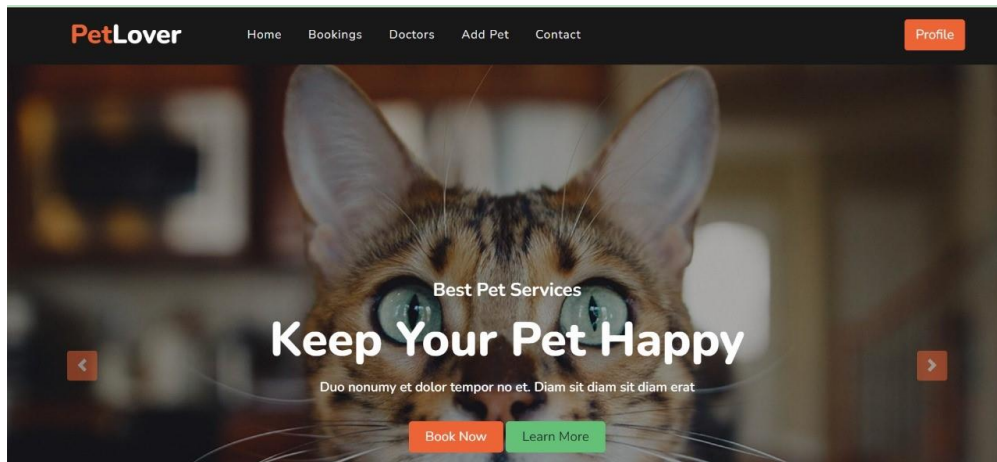 PetLover Home Bookings Doctors Add Pet Contact Profile
Best Pet Services
Keep Your Pet Happy
Duo nonumy et dolor tempor no et. Diam sit diam sit diam erat
Book Now Learn More